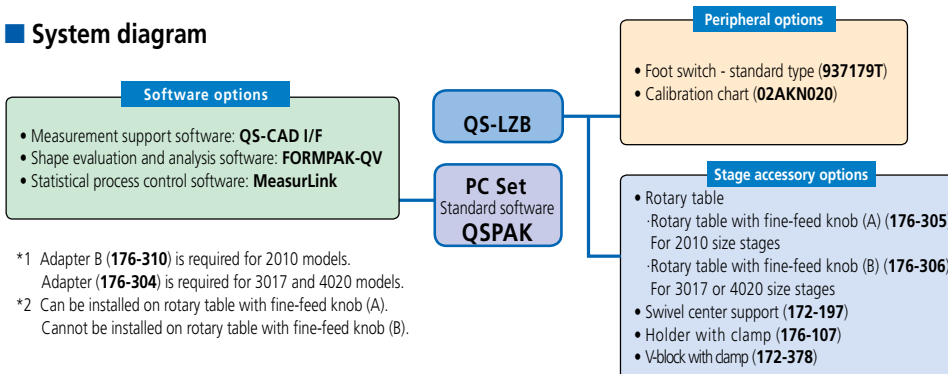 ■ System diagram
Software options
• Measurement support software: QS-CAD I/F
• Shape evaluation and analysis software: FORMPAK-QV
• Statistical process control software: MeasurLink
QS-LZB
PC Set
Standard software
QSPAK
Peripheral options
• Foot switch - standard type (937179T)
• Calibration chart (02AKN020)
Stage accessory options
• Rotary table
·Rotary table with fine-feed knob (A) (176-305)
For 2010 size stages
·Rotary table with fine-feed knob (B) (176-306)
For 3017 or 4020 size stages
• Swivel center support (172-197)
• Holder with clamp (176-107)
• V-block with clamp (172-378)
*1 Adapter B (176-310) is required for 2010 models.
Adapter (176-304) is required for 3017 and 4020 models.
*2 Can be installed on rotary table with fine-feed knob (A).
Cannot be installed on rotary table with fine-feed knob (B).